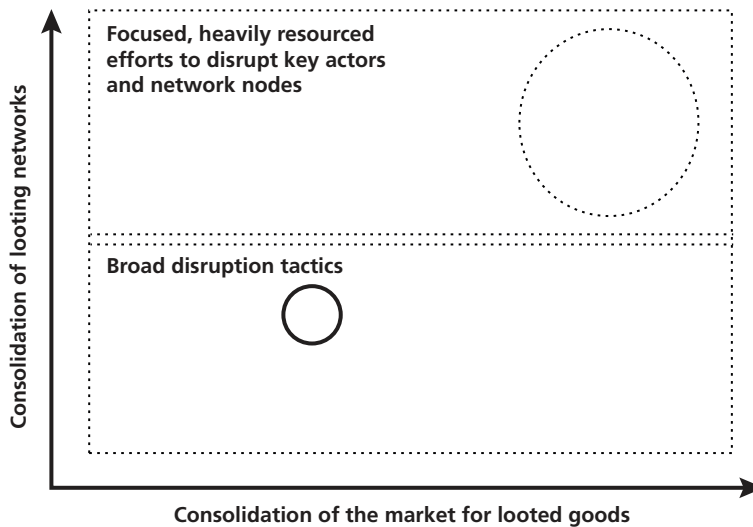 Focused, heavily resourced
efforts to disrupt key actors
and network nodes
Consolidation of looting networks
Broad disruption tactics
Consolidation of the market for looted goods